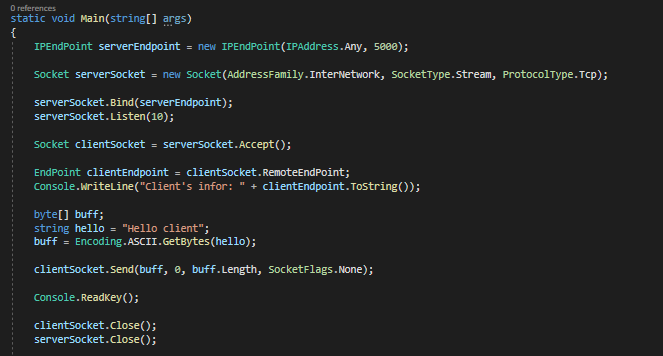 0 references
static void Main(string[] args)
{
IPEndPoint serverEndpoint = new IPEndPoint(IPAddress.Any, 5000);
Socket serverSocket = new Socket(AddressFamily.InterNetwork, SocketType.Stream, ProtocolType.Tcp);
serverSocket.Bind(serverEndpoint);
serverSocket.Listen(10);
Socket clientSocket = serverSocket.Accept();
EndPoint clientEndpoint = clientSocket.RemoteEndPoint;
Console.WriteLine("Client's infor: " + clientEndpoint.ToString());
byte[] buff;
string hello = "Hello client";
buff = Encoding.ASCII.GetBytes(hello);
clientSocket.Send(buff, 0, buff.Length, SocketFlags.None);
Console.ReadKey();
clientSocket.Close();
serverSocket.Close();